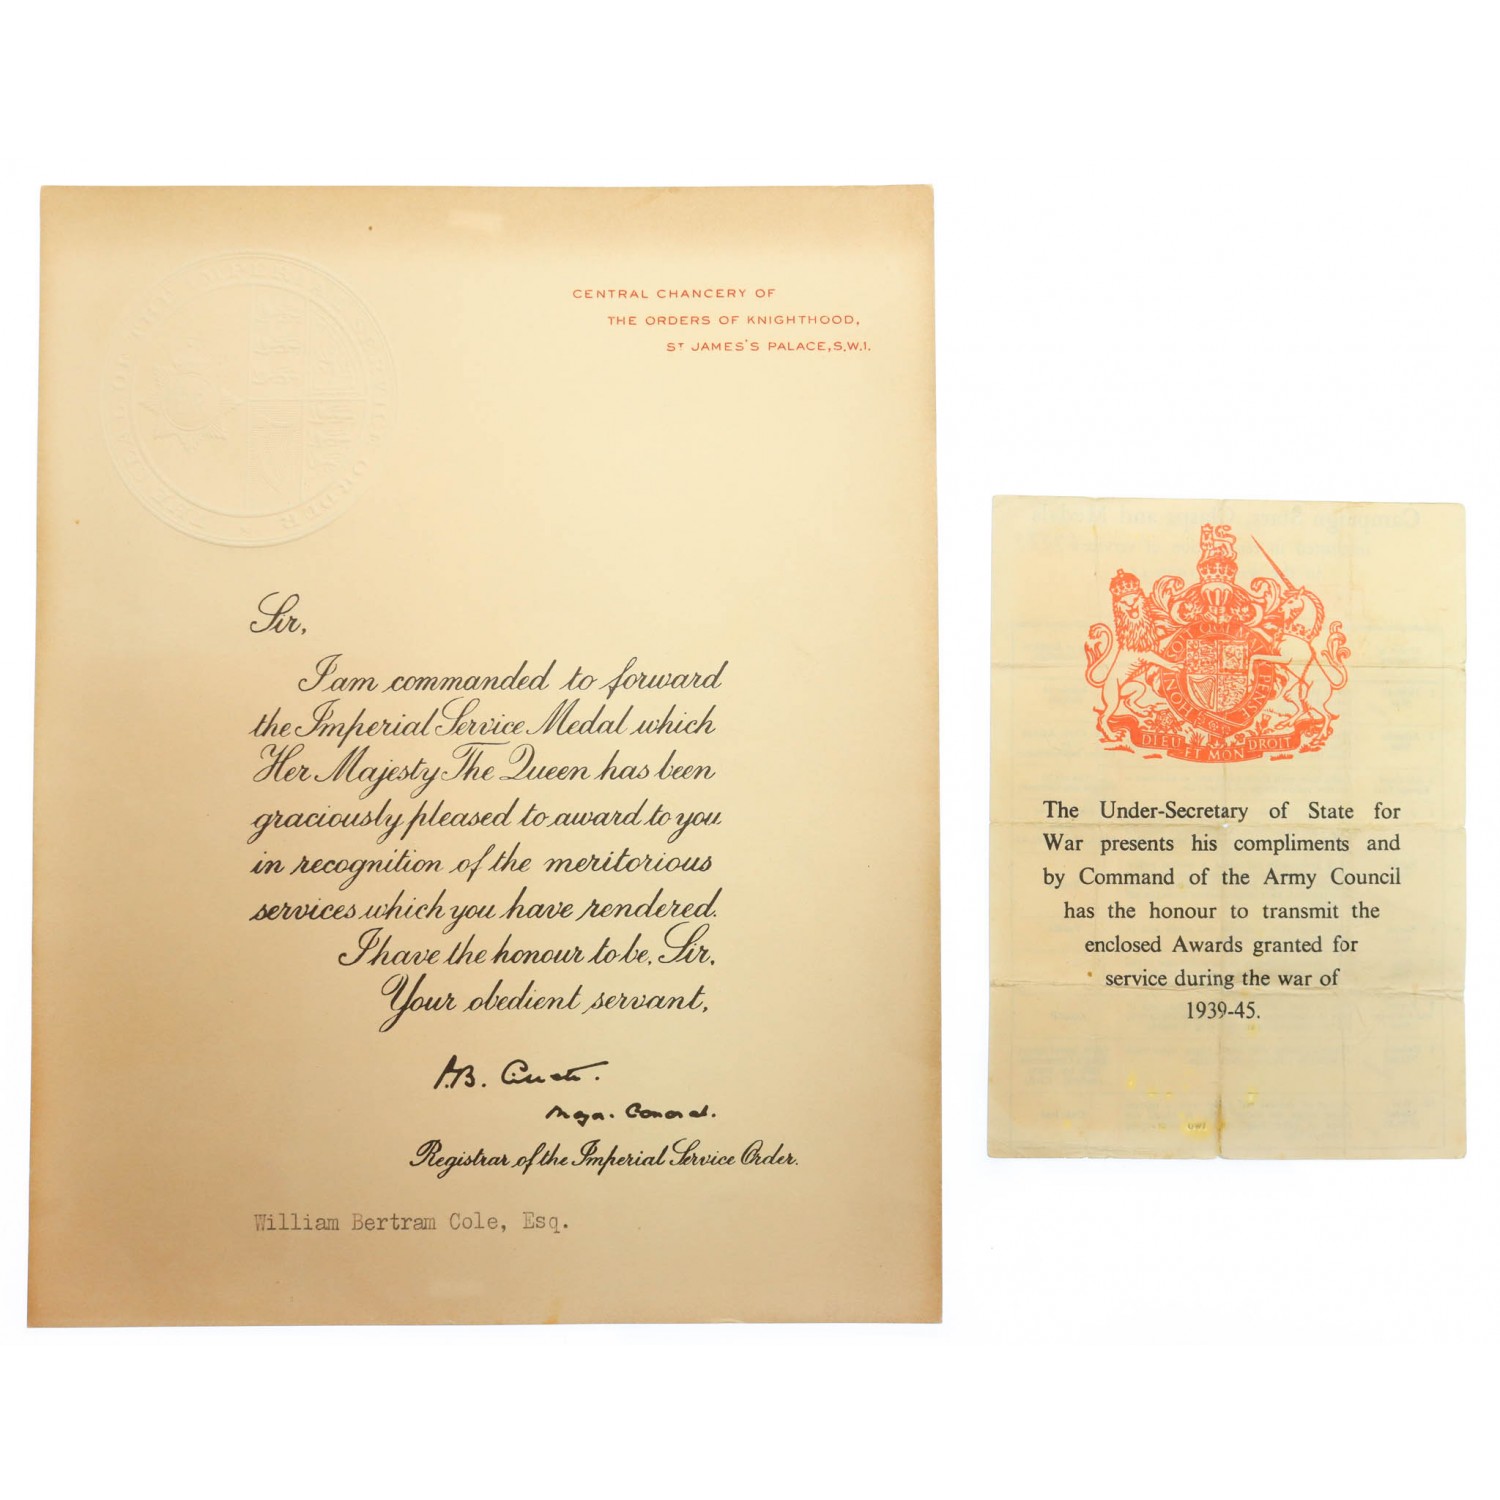 CENTRAL CHANCERY OF
THE ORDERS OF KNIGHTHOOD,
ST JAMES'S PALACE, S.W.1.
Sir,
I am commanded to forward
the Imperial Service Medal which
Her Majesty The Queen has been
graciously pleased to award to you
in recognition of the meritorious
services which you have rendered.
I have the honour to be, Sir,
Your obedient servant,
Registrar of the Imperial Service Order.
William Bertram Cole, Esq.
DIEU ET MON DROIT
The Under-Secretary of State for
War presents his compliments and
by Command of the Army Council
has the honour to transmit the
enclosed Awards granted for
service during the war of
1939-45.